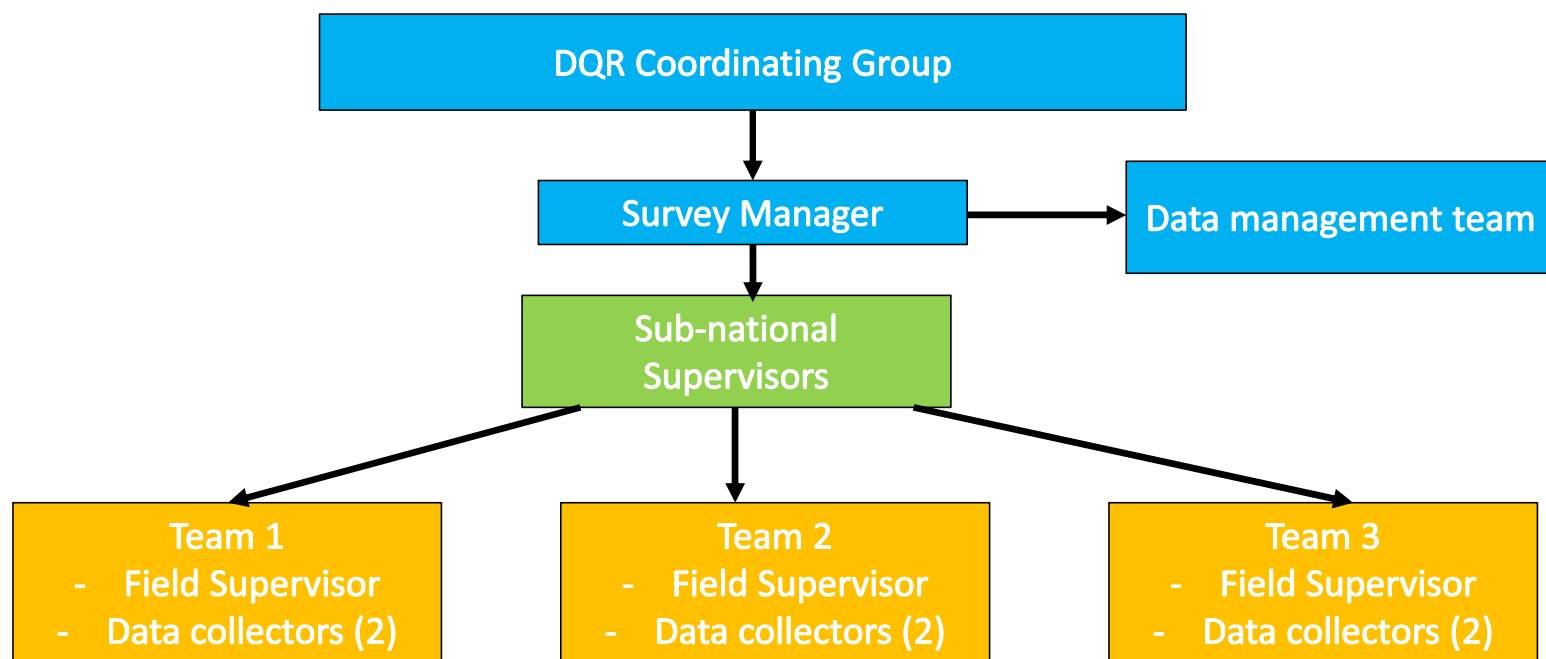 DQR Coordinating Group
Survey Manager
Data management team
Sub-national
Supervisors
Team 1
- Field Supervisor
- Data collectors (2)
Team 2
- Field Supervisor
- Data collectors (2)
Team 3
- Field Supervisor
- Data collectors (2)